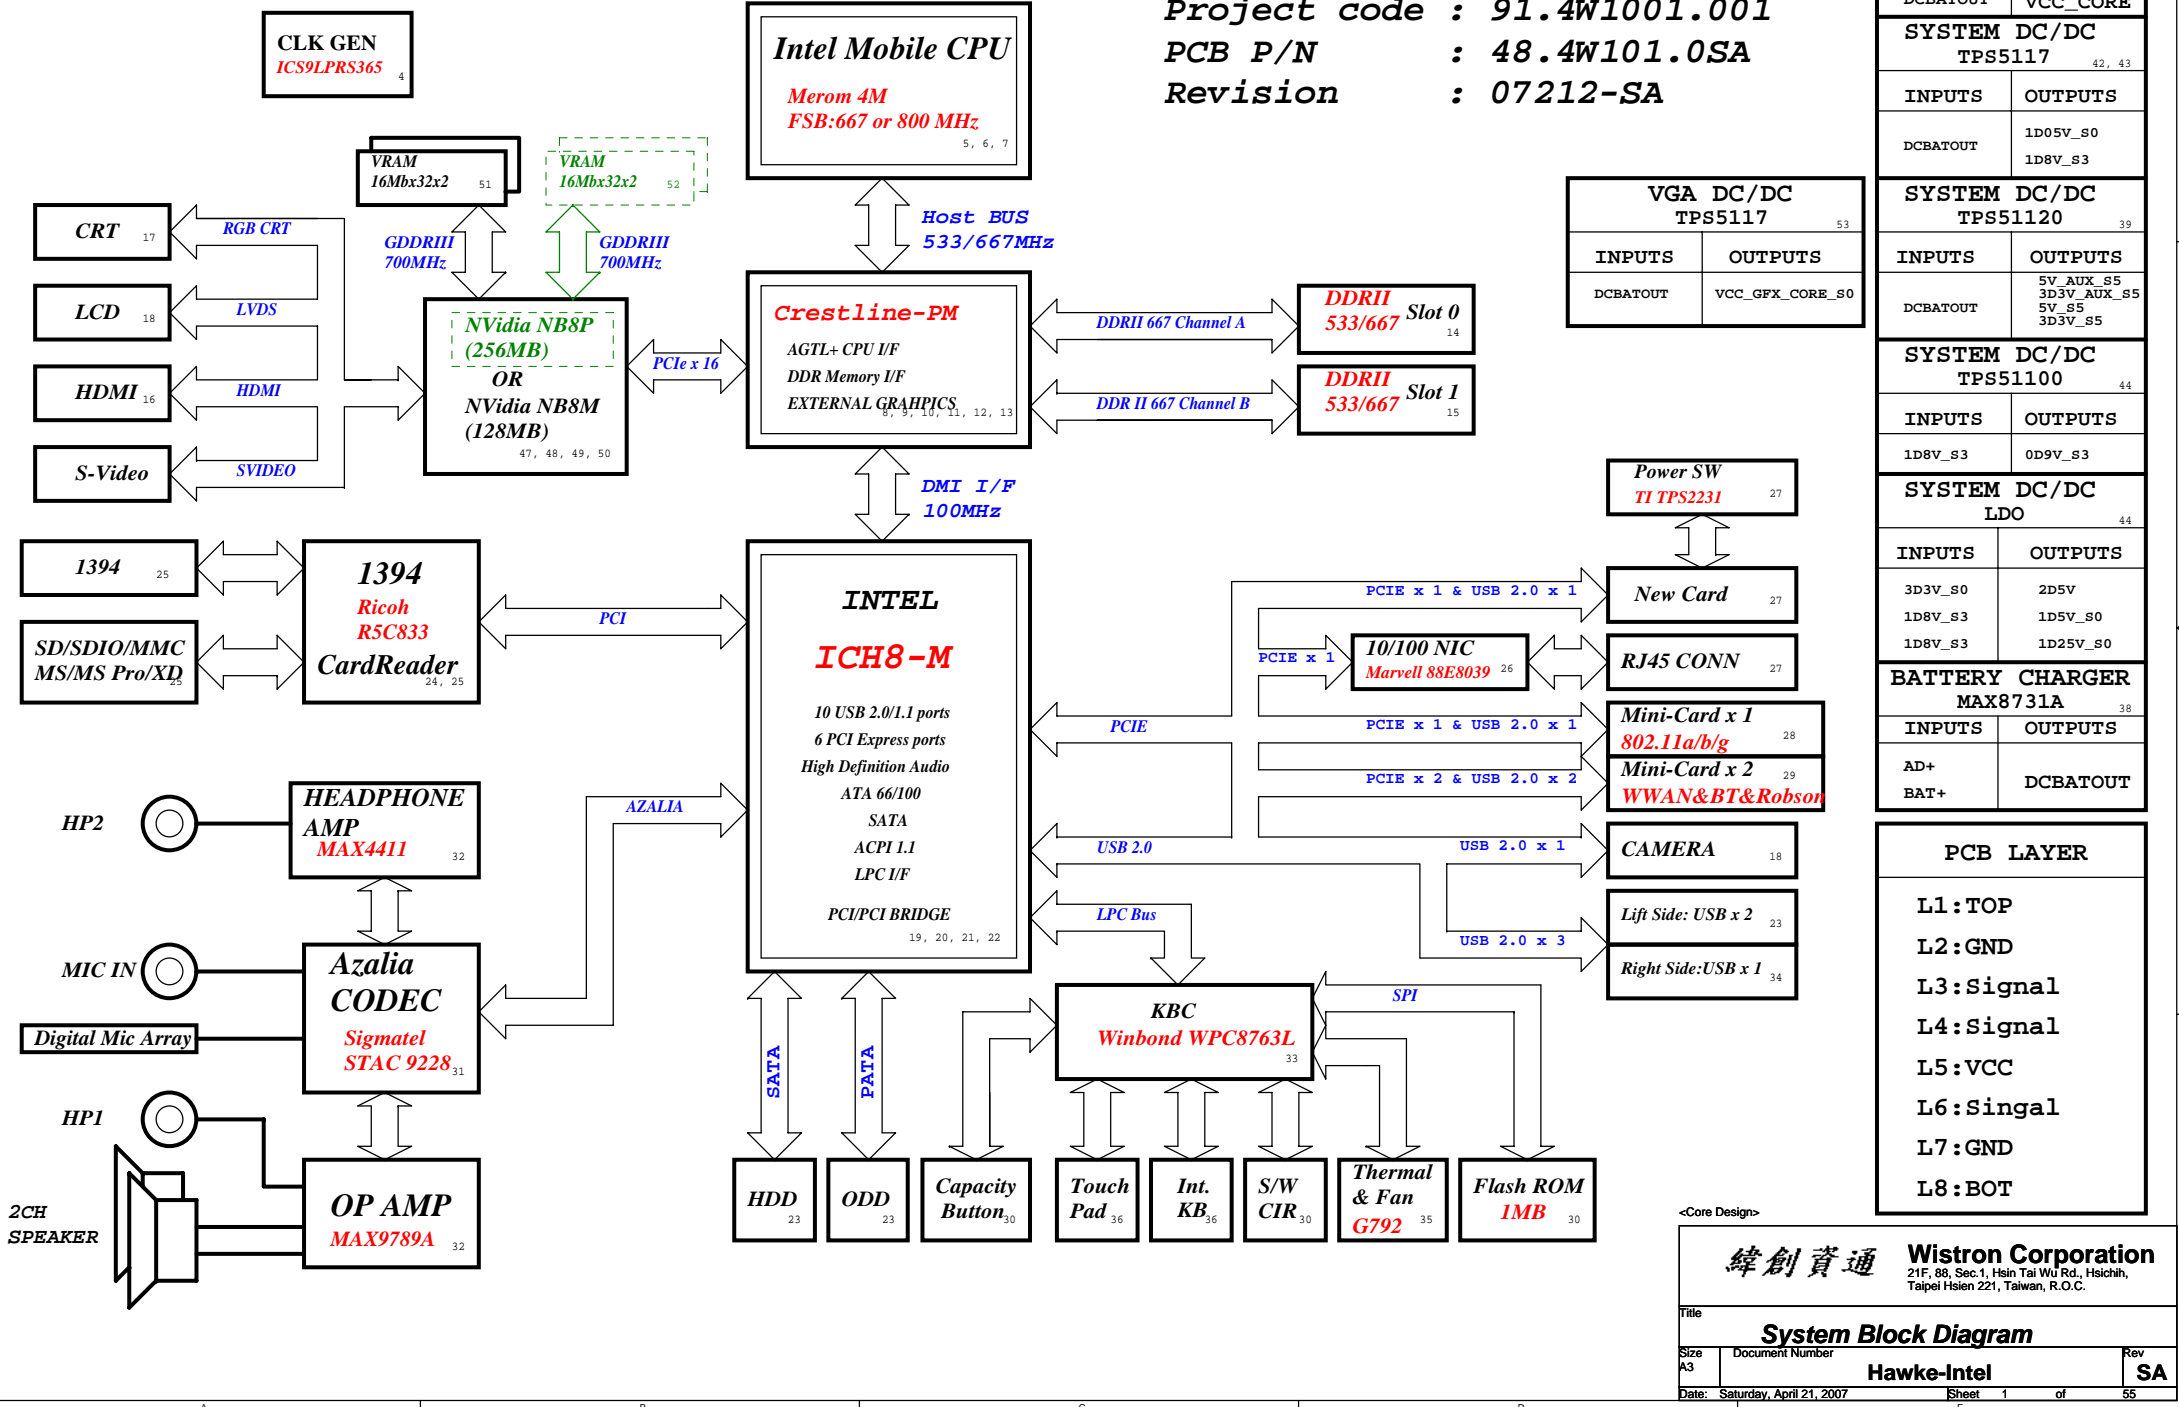 Project code : 91.4W1001.001
PCB P/N : 48.4W101.0SA
Revision : 07212-SA
CLK GEN
ICS9LPRS365
4
Intel Mobile CPU
Merom 4M
FSB:667 or 800 MHz
5, 6, 7
VRAM
16Mbx32x2
51
VRAM
16Mbx32x2
52
GDDRIII
700MHz
GDDRIII
700MHz
Host BUS
533/667MHz
CRT
17
RGB CRT
LCD
18
LVDS
HDMI
16
HDMI
S-Video
SVIDEO
NVidia NB8P
(256MB)
OR
NVidia NB8M
(128MB)
47, 48, 49, 50
PCIe x 16
Crestline-PM
AGTL+ CPU I/F
DDR Memory I/F
EXTERNAL GRAHPICS
8, 9, 10, 11, 12, 13
DDRII 667 Channel A
DDRII
533/667
Slot 0
14
DDR II 667 Channel B
DDRII
533/667
Slot 1
15
DMI I/F
100MHz
1394
25
SD/SDIO/MMC
MS/MS Pro/XD
25
1394
Ricoh
R5C833
CardReader
24, 25
PCI
INTEL
ICH8-M
10 USB 2.0/1.1 ports
6 PCI Express ports
High Definition Audio
ATA 66/100
SATA
ACPI 1.1
LPC I/F
PCI/PCI BRIDGE
19, 20, 21, 22
Power SW
TI TPS2231
27
PCIE x 1 & USB 2.0 x 1
New Card
27
PCIE x 1
10/100 NIC
Marvell 88E8039
26
RJ45 CONN
27
PCIE
PCIE x 1 & USB 2.0 x 1
Mini-Card x 1
802.11a/b/g
28
PCIE x 2 & USB 2.0 x 2
Mini-Card x 2
29
WWAN&BT&Robson
USB 2.0
USB 2.0 x 1
CAMERA
18
USB 2.0 x 3
Lift Side: USB x 2
23
Right Side:USB x 1
34
HP2
HEADPHONE
AMP
MAX4411
32
AZALIA
MIC IN
Digital Mic Array
Azalia
CODEC
Sigmatel
STAC 9228
31
HP1
2CH
SPEAKER
OP AMP
MAX9789A
32
LPC Bus
SPI
KBC
Winbond WPC8763L
33
SATA
PATA
HDD
23
ODD
23
Capacity
Button
30
Touch
Pad
36
Int.
KB
36
S/W
CIR
30
Thermal
& Fan
G792
35
Flash ROM
1MB
30
VGA DC/DC
TPS5117
53
INPUTS OUTPUTS
DCBATOUT VCC_GFX_CORE_S0
DCBATOUT VCC_CORE
SYSTEM DC/DC
TPS5117
42, 43
INPUTS OUTPUTS
DCBATOUT
1D05V_S0
1D8V_S3
SYSTEM DC/DC
TPS51120
39
INPUTS OUTPUTS
DCBATOUT
5V_AUX_S5
3D3V_AUX_S5
5V_S5
3D3V_S5
SYSTEM DC/DC
TPS51100
44
INPUTS OUTPUTS
1D8V_S3 0D9V_S3
SYSTEM DC/DC
LDO
44
INPUTS OUTPUTS
3D3V_S0 2D5V
1D8V_S3 1D5V_S0
1D8V_S3 1D25V_S0
BATTERY CHARGER
MAX8731A
38
INPUTS OUTPUTS
AD+
BAT+
DCBATOUT
PCB LAYER
L1:TOP
L2:GND
L3:Signal
L4:Signal
L5:VCC
L6:Singal
L7:GND
L8:BOT
<Core Design>
緯創資通
Wistron Corporation
21F, 88, Sec.1, Hsin Tai Wu Rd., Hsichih,
Taipei Hsien 221, Taiwan, R.O.C.
Title
System Block Diagram
Size
A3
Document Number
Hawke-Intel
Rev
SA
Date: Saturday, April 21, 2007 Sheet 1 of 55